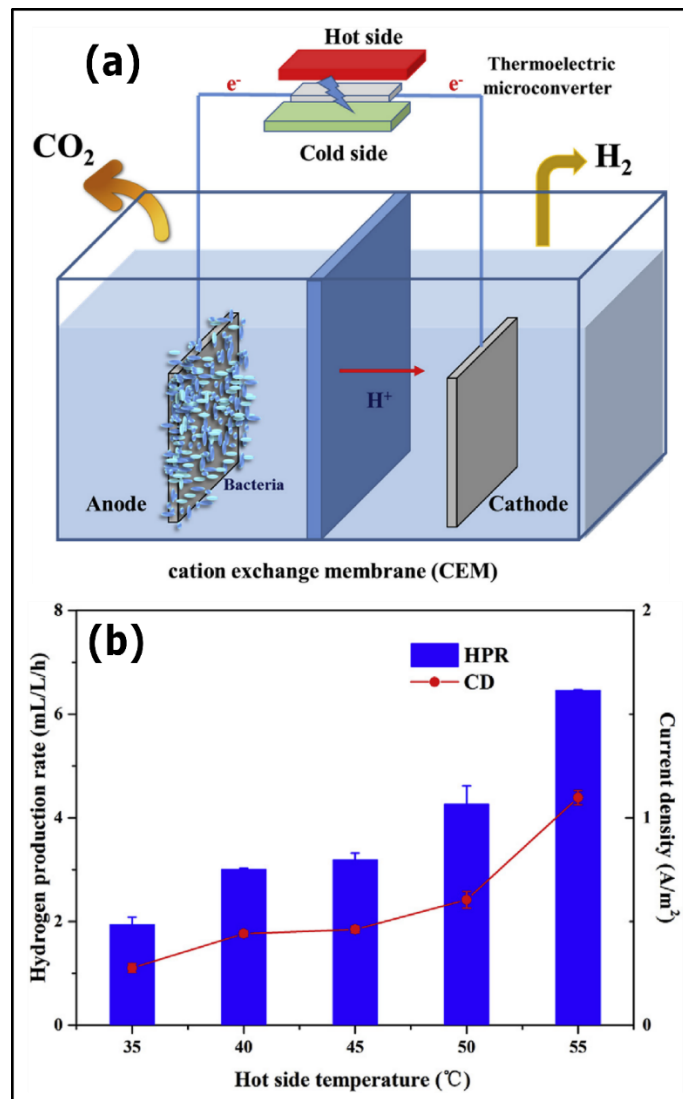 (a)
Hot side
Thermoelectric
microconverter
e⁻
e⁻
Cold side
CO₂
H₂
H⁺
Bacteria
Anode
Cathode
cation exchange membrane (CEM)
(b)
HPR
CD
Hydrogen production rate (mL/L/h)
8
6
4
2
0
Current density (A/m²)
2
1
0
35 40 45 50 55
Hot side temperature (℃)